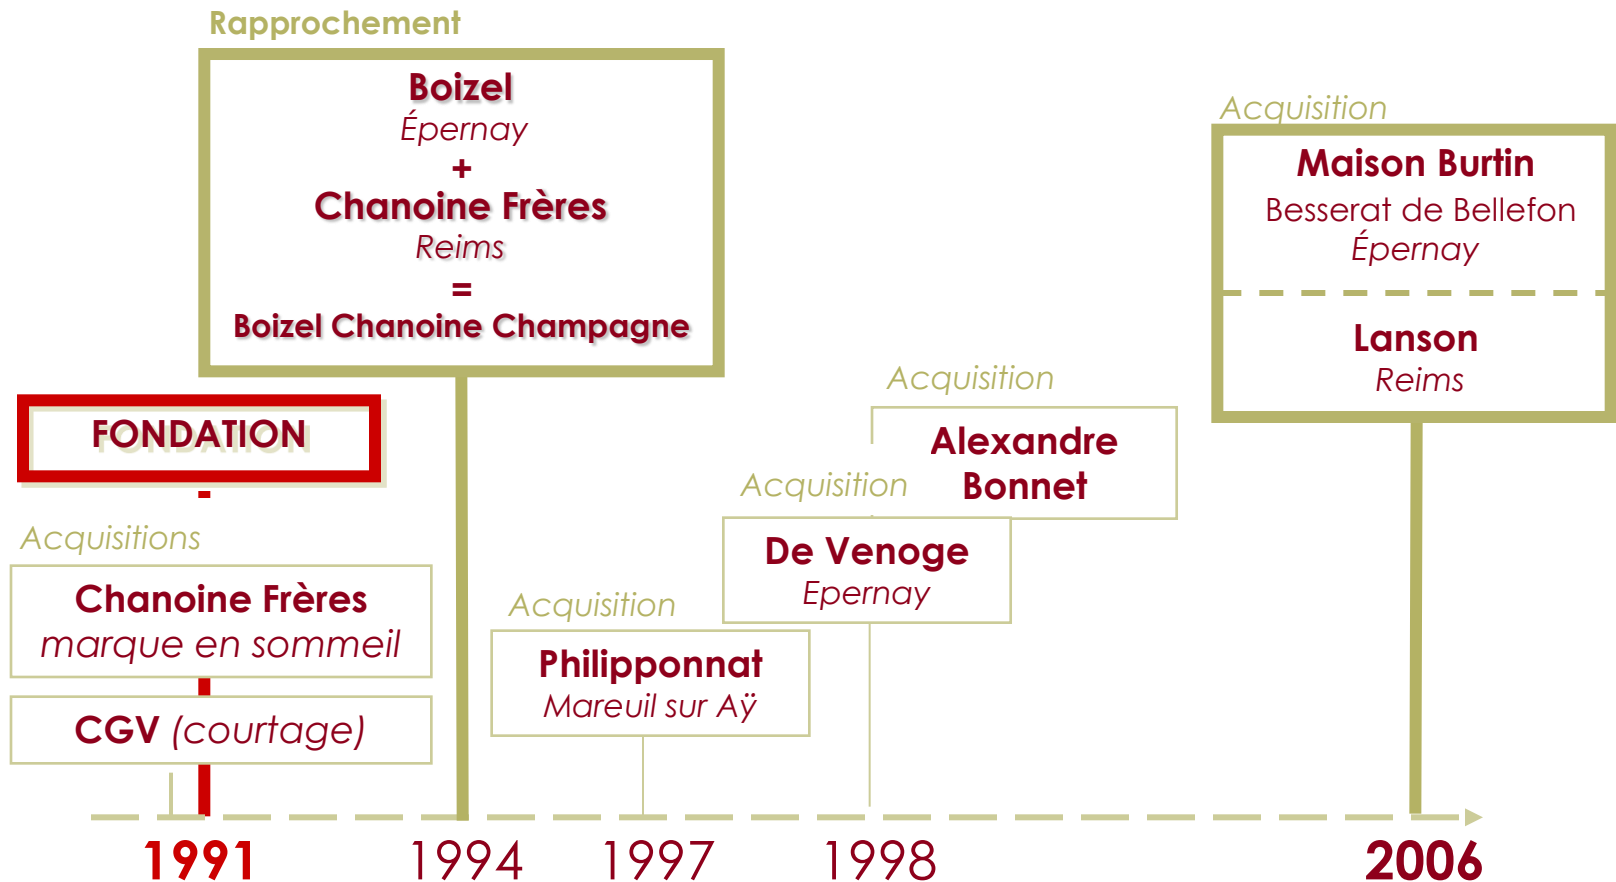 Rapprochement
Boizel
Épernay
+
Chanoine Frères
Reims
=
Boizel Chanoine Champagne
FONDATION
Acquisitions
Chanoine Frères
marque en sommeil
CGV (courtage)
Acquisition
Philipponnat
Mareuil sur Aÿ
Acquisition
De Venoge
Epernay
Acquisition
Alexandre
Bonnet
Acquisition
Maison Burtin
Besserat de Bellefon
Épernay
Lanson
Reims
1991
1994
1997
1998
2006